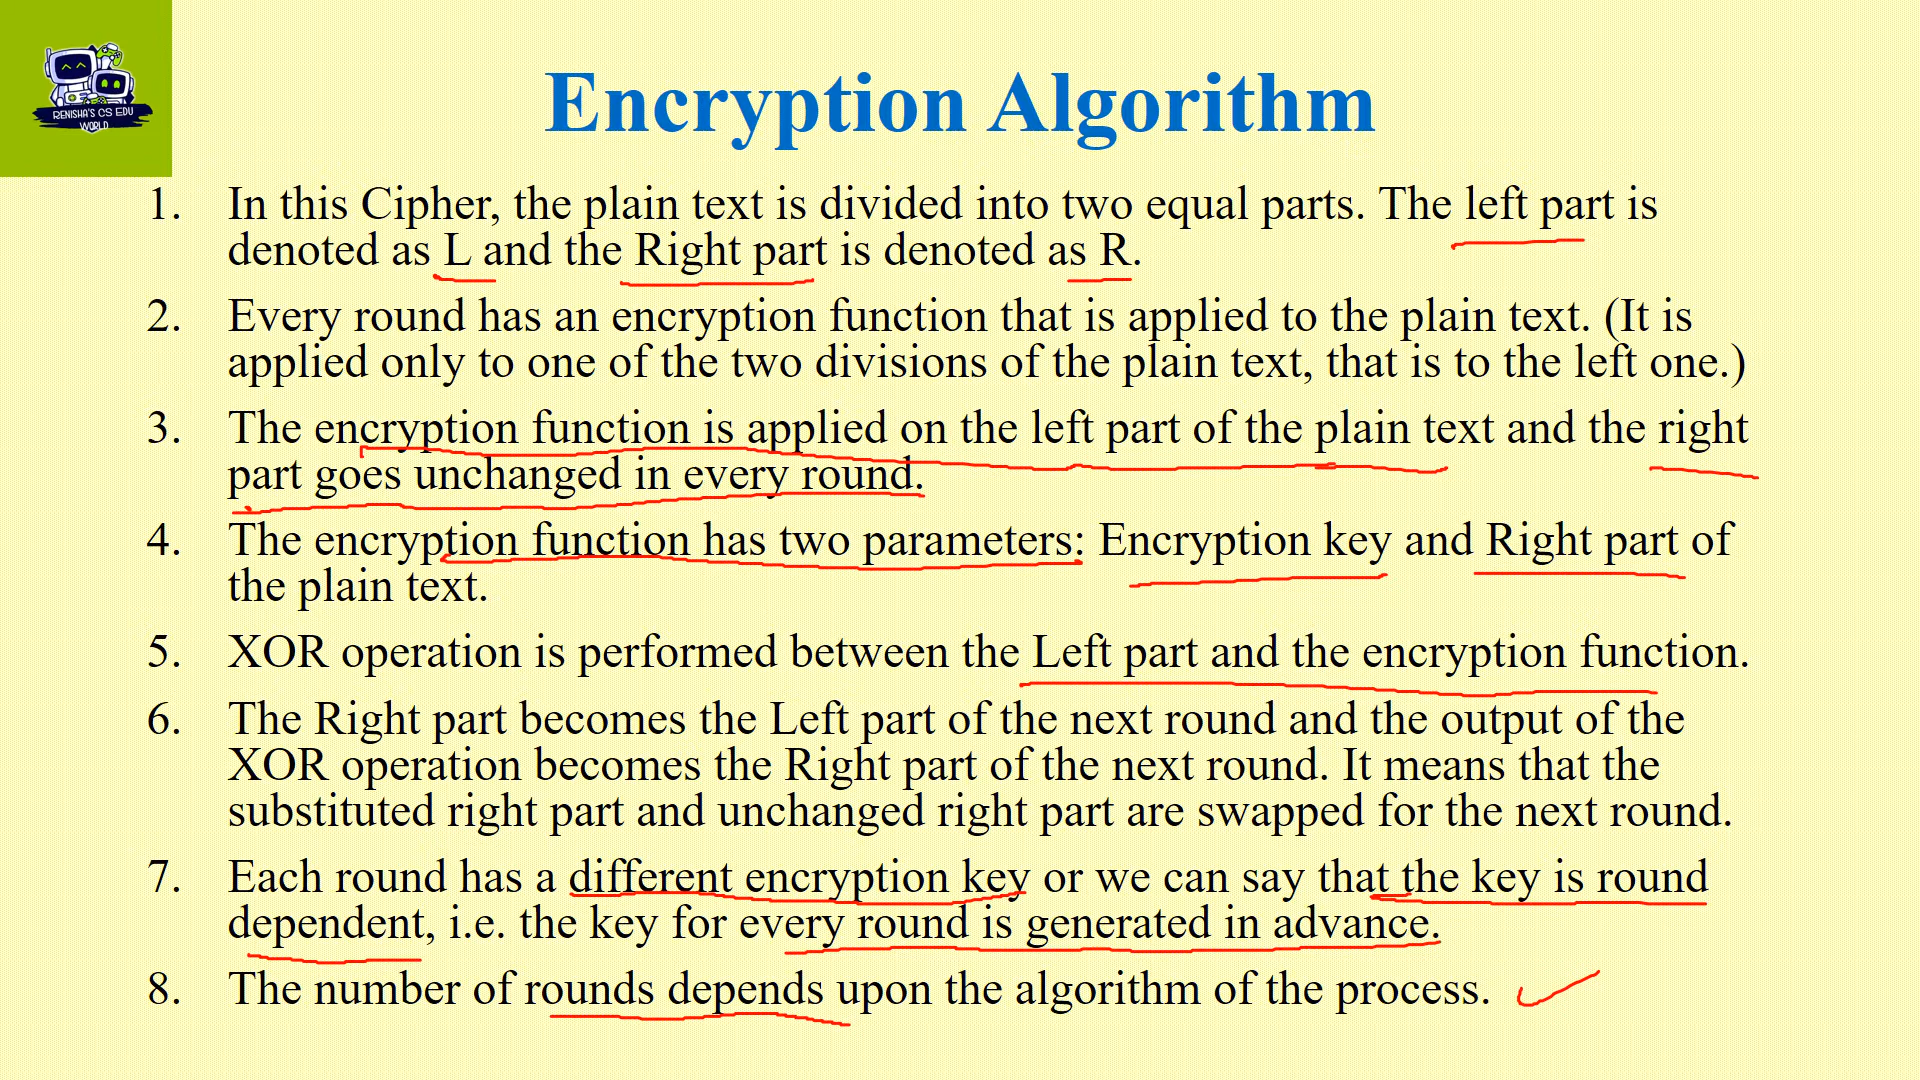 RENISHA'S CS EDU
WORLD
Encryption Algorithm
1. In this Cipher, the plain text is divided into two equal parts. The left part is
denoted as L and the Right part is denoted as R.
2. Every round has an encryption function that is applied to the plain text. (It is
applied only to one of the two divisions of the plain text, that is to the left one.)
3. The encryption function is applied on the left part of the plain text and the right
part goes unchanged in every round.
4. The encryption function has two parameters: Encryption key and Right part of
the plain text.
5. XOR operation is performed between the Left part and the encryption function.
6. The Right part becomes the Left part of the next round and the output of the
XOR operation becomes the Right part of the next round. It means that the
substituted right part and unchanged right part are swapped for the next round.
7. Each round has a different encryption key or we can say that the key is round
dependent, i.e. the key for every round is generated in advance.
8. The number of rounds depends upon the algorithm of the process.